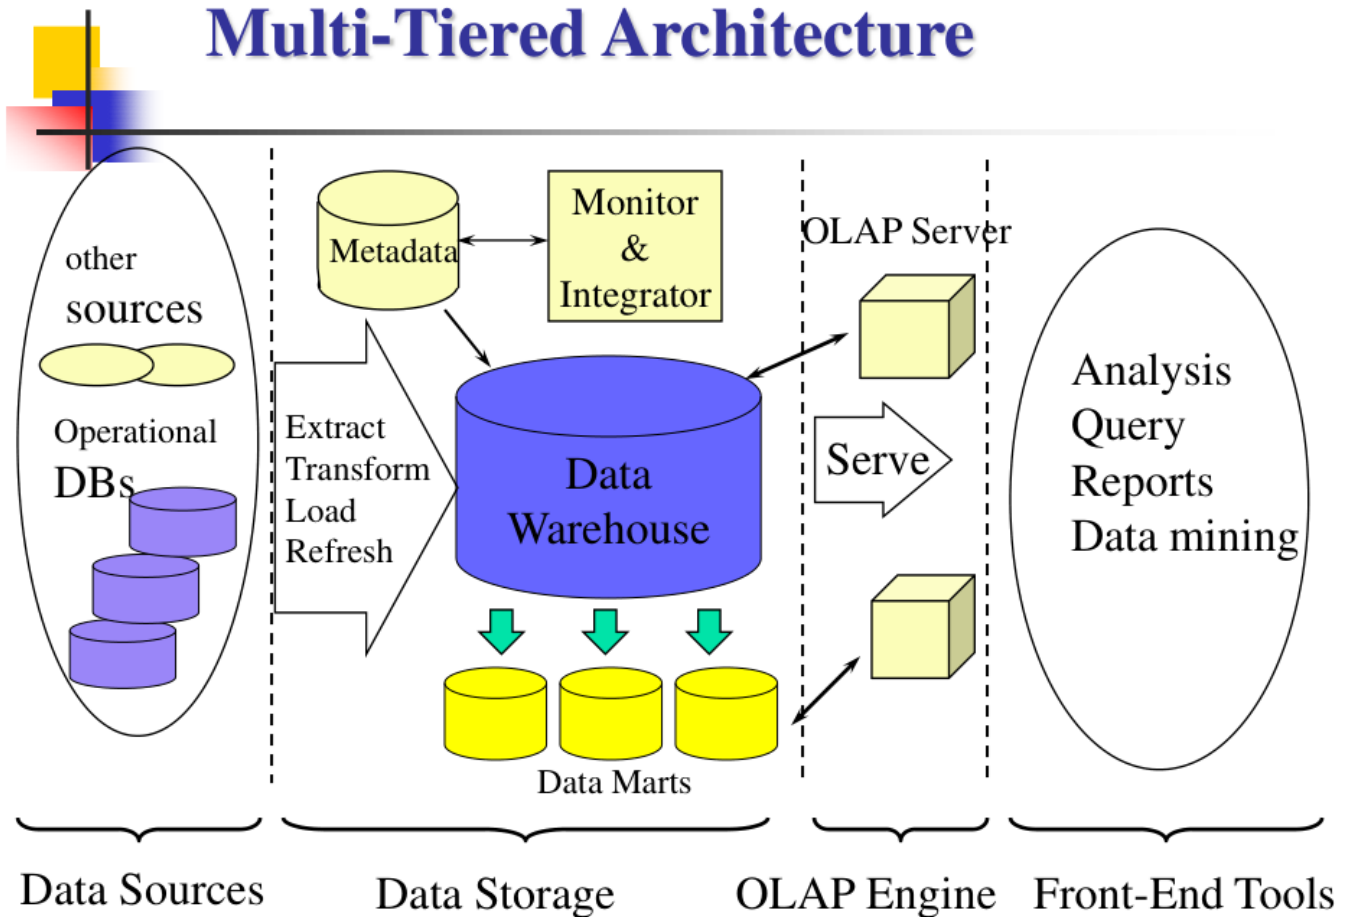 Multi-Tiered Architecture
other
sources
Operational
DBs
Metadata
Monitor
&
Integrator
Extract
Transform
Load
Refresh
Data
Warehouse
Data Marts
OLAP Server
Serve
Analysis
Query
Reports
Data mining
Data Sources
Data Storage
OLAP Engine
Front-End Tools